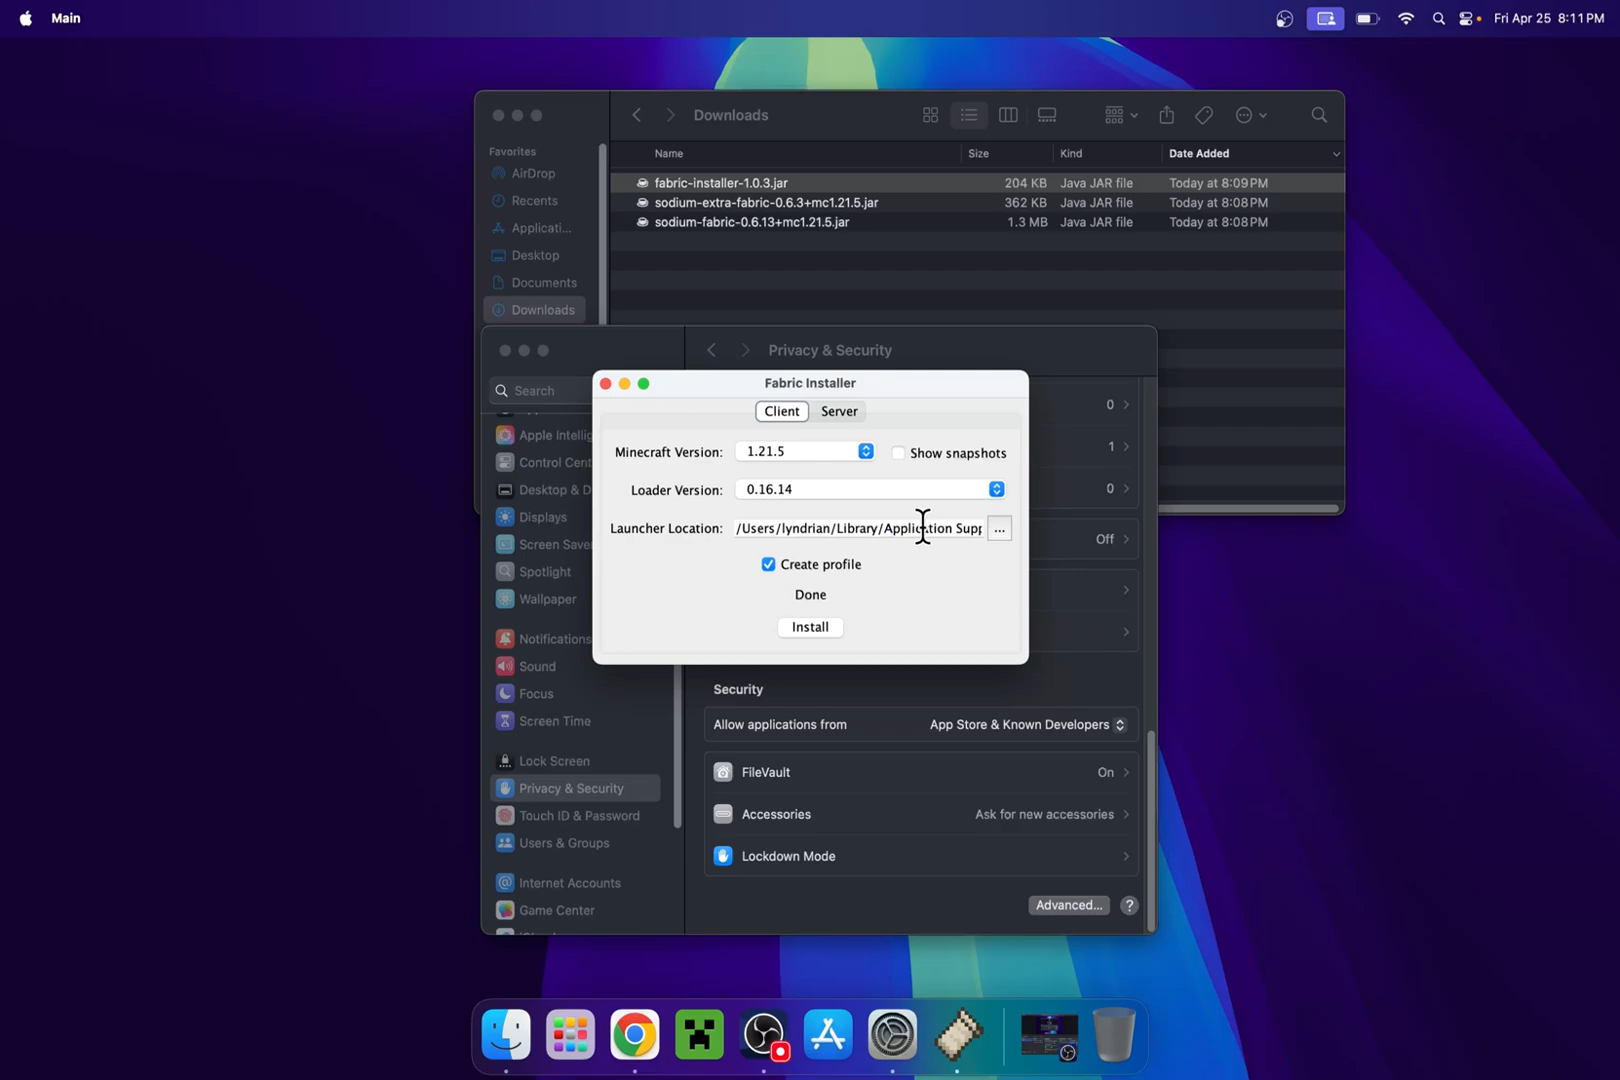 Main
Fri Apr 25 8:11 PM
Downloads
Favorites
AirDrop
Recents
Applicati...
Desktop
Documents
Downloads
Name Size Kind Date Added
fabric-installer-1.0.3.jar 204 KB Java JAR file Today at 8:09 PM
sodium-extra-fabric-0.6.3+mc1.21.5.jar 362 KB Java JAR file Today at 8:08 PM
sodium-fabric-0.6.13+mc1.21.5.jar 1.3 MB Java JAR file Today at 8:08 PM
Privacy & Security
Search
Apple Intellig
Control Cent
Desktop & D
Displays
Screen Save
Spotlight
Wallpaper
Notifications
Sound
Focus
Screen Time
Lock Screen
Privacy & Security
Touch ID & Password
Users & Groups
Internet Accounts
Game Center
0
1
0
Off
Fabric Installer
Client Server
Minecraft Version: 1.21.5 Show snapshots
Loader Version: 0.16.14
Launcher Location: /Users/lyndrian/Library/Application Supp ...
Create profile
Done
Install
Security
Allow applications from App Store & Known Developers
FileVault On
Accessories Ask for new accessories
Lockdown Mode
Advanced... ?